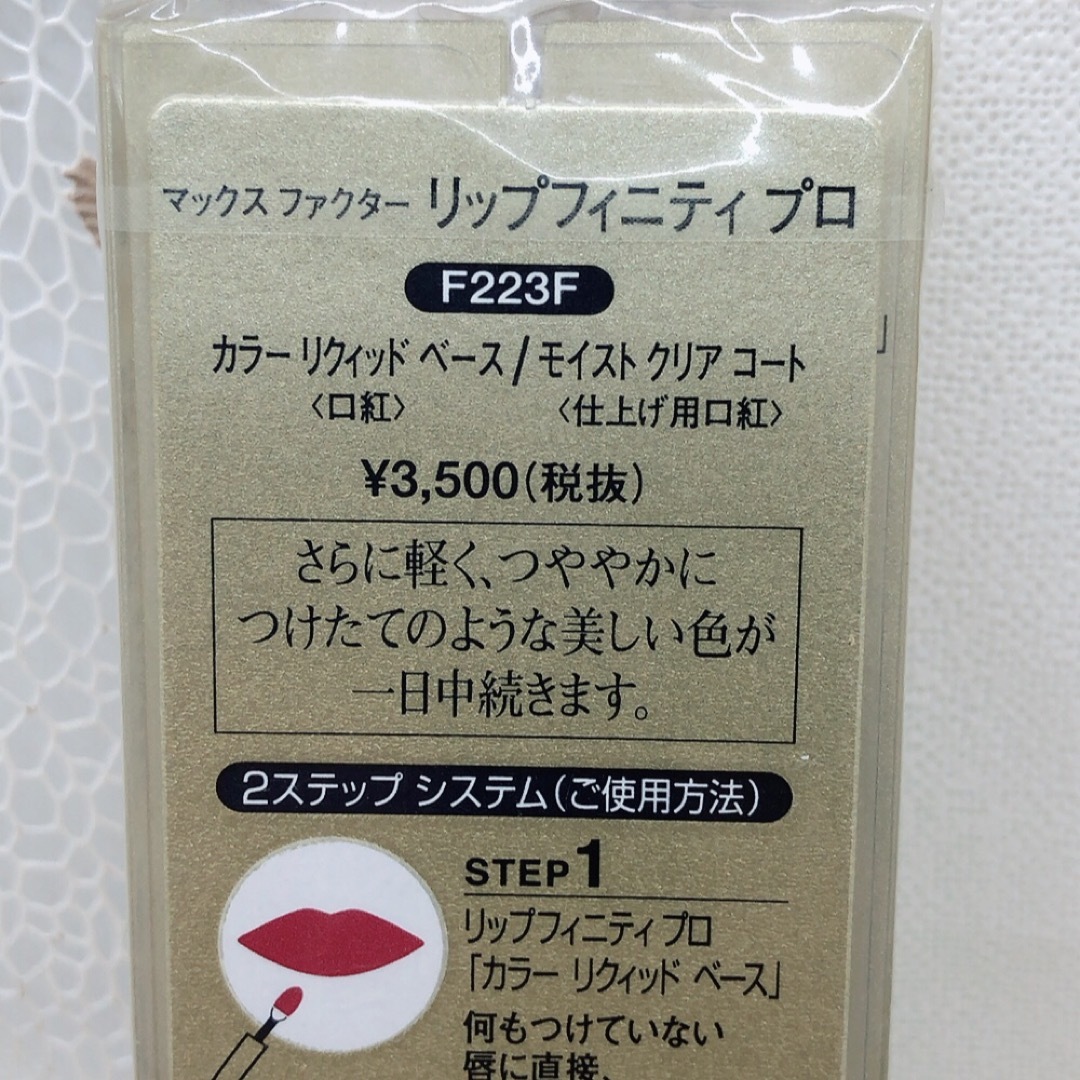 マックス ファクター リップフィニティ プロ
F223F
カラー リクィッド ベース / モイスト クリア コート
〈口紅〉 〈仕上げ用口紅〉
¥3,500(税抜)
さらに軽く、つややかに
つけたてのような美しい色が
一日中続きます。
2ステップ システム(ご使用方法)
STEP 1
リップフィニティ プロ
「カラー リクィッド ベース」
何もつけていない
唇に直接、
」